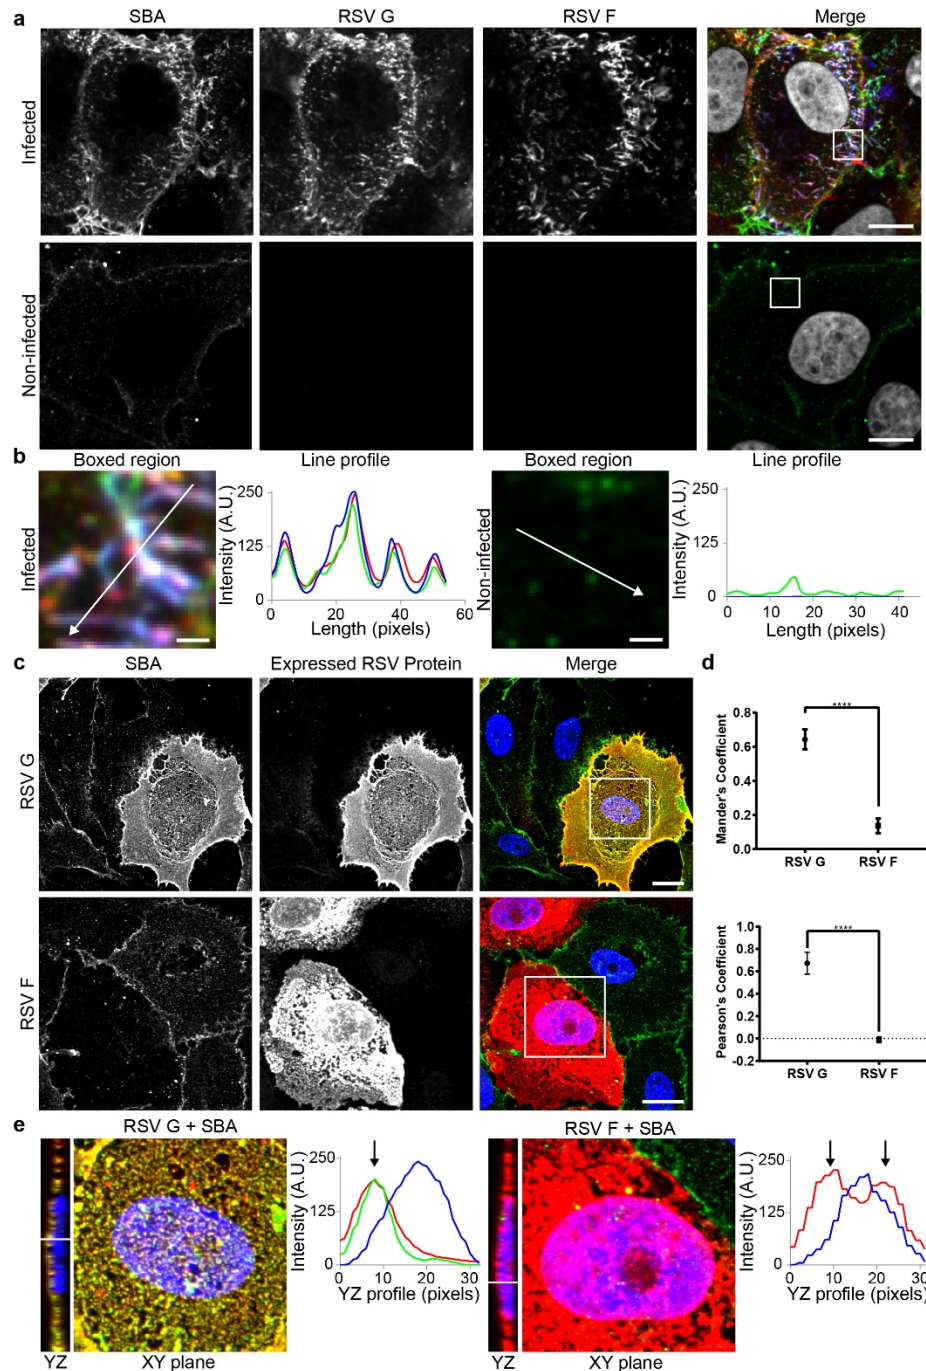 a
SBA RSV G RSV F Merge
Infected
Non-infected
b
Boxed region Line profile Boxed region Line profile
Infected
Intensity (A.U.)
250
125
0
0 20 40 60
Length (pixels)
Non-infected
Intensity (A.U.)
250
125
0
0 10 20 30 40
Length (pixels)
c
SBA Expressed RSV Protein Merge
RSV G
RSV F
d
Mander's Coefficient
0.8
0.6
0.4
0.2
0.0
****
RSV G RSV F
Pearson's Coefficient
1.0
0.8
0.6
0.4
0.2
0.0
-0.2
****
RSV G RSV F
e
RSV G + SBA RSV F + SBA
Intensity (A.U.)
250
125
0
0 10 20 30
YZ profile (pixels)
YZ XY plane
Intensity (A.U.)
250
125
0
0 10 20 30
YZ profile (pixels)
YZ XY plane